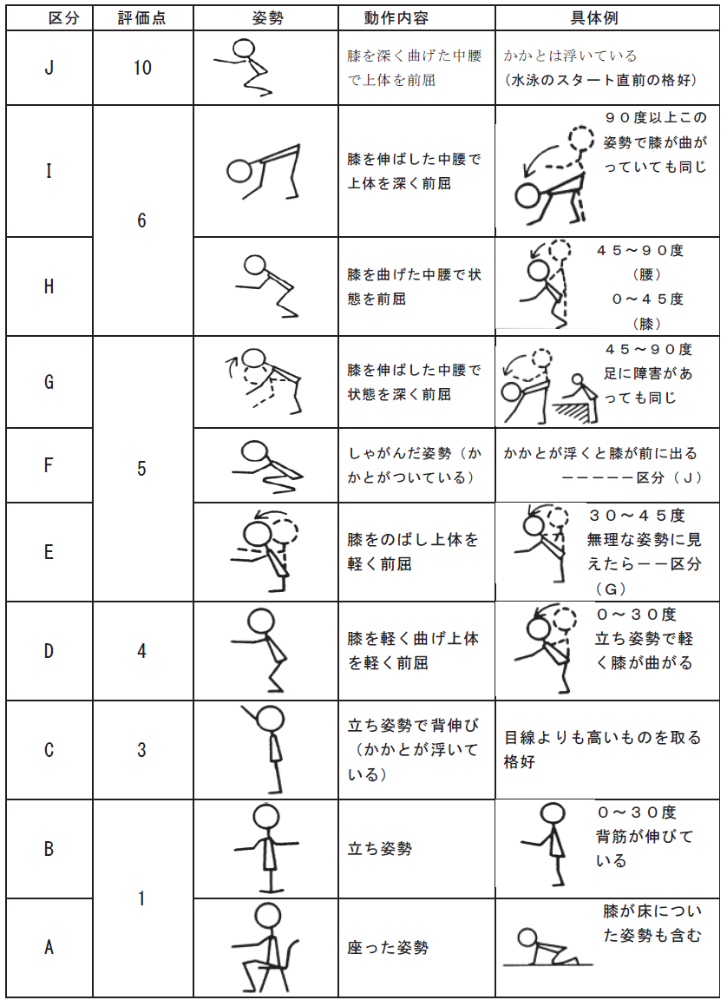 区分 評価点 姿勢 動作内容 具体例
J 10
膝を深く曲げた中腰
で上体を前屈
かかとは浮いている
(水泳のスタート直前の格好)
I
6
膝を伸ばした中腰で
上体を深く前屈
９０度以上この
姿勢で膝が曲が
っていても同じ
H
膝を曲げた中腰で状
態を前屈
４５～９０度
（腰）
０～４５度
（膝）
G
5
膝を伸ばした中腰で
状態を深く前屈
４５～９０度
足に障害があ
っても同じ
F
しゃがんだ姿勢（か
かとがついている）
かかとが浮くと膝が前に出る
－－－－－区分（Ｊ）
E
膝をのばし上体を
軽く前屈
３０～４５度
無理な姿勢に見
えたら－－区分
（Ｇ）
D 4
膝を軽く曲げ上体
を軽く前屈
０～３０度
立ち姿勢で軽
く膝が曲がる
C 3
立ち姿勢で背伸び
（かかとが浮いて
いる）
目線よりも高いものを取る
格好
B
1
立ち姿勢
０～３０度
背筋が伸びて
いる
A
座った姿勢
膝が床につい
た姿勢も含む